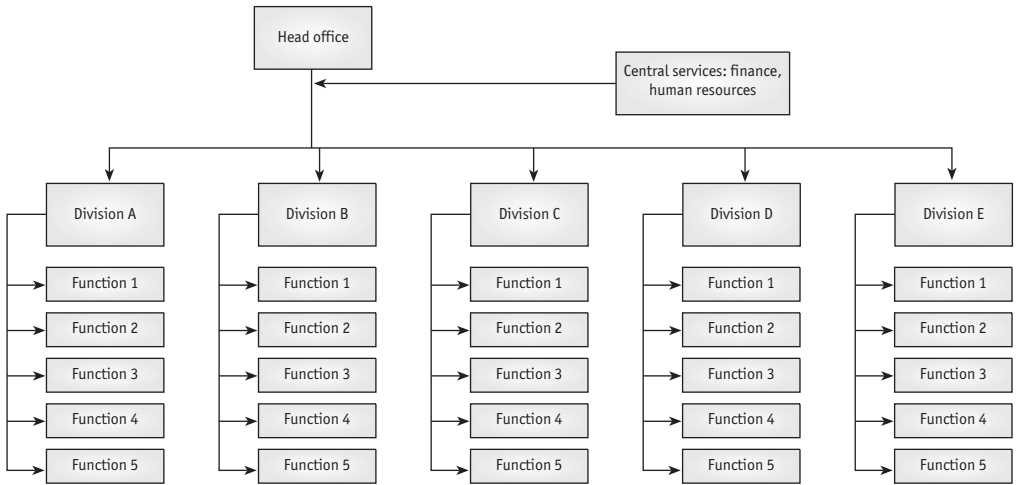 Head office
Central services: finance,
human resources
Division A
Division B
Division C
Division D
Division E
Function 1
Function 1
Function 1
Function 1
Function 1
Function 2
Function 2
Function 2
Function 2
Function 2
Function 3
Function 3
Function 3
Function 3
Function 3
Function 4
Function 4
Function 4
Function 4
Function 4
Function 5
Function 5
Function 5
Function 5
Function 5